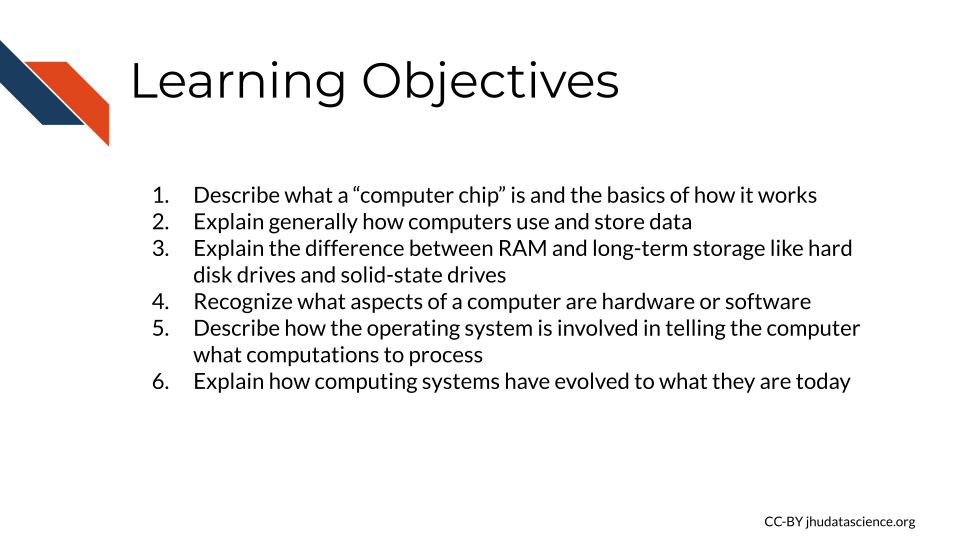 Learning Objectives
1. Describe what a “computer chip” is and the basics of how it works
2. Explain generally how computers use and store data
3. Explain the difference between RAM and long-term storage like hard
disk drives and solid-state drives
4. Recognize what aspects of a computer are hardware or software
5. Describe how the operating system is involved in telling the computer
what computations to process
6. Explain how computing systems have evolved to what they are today
CC-BY jhudatascience.org